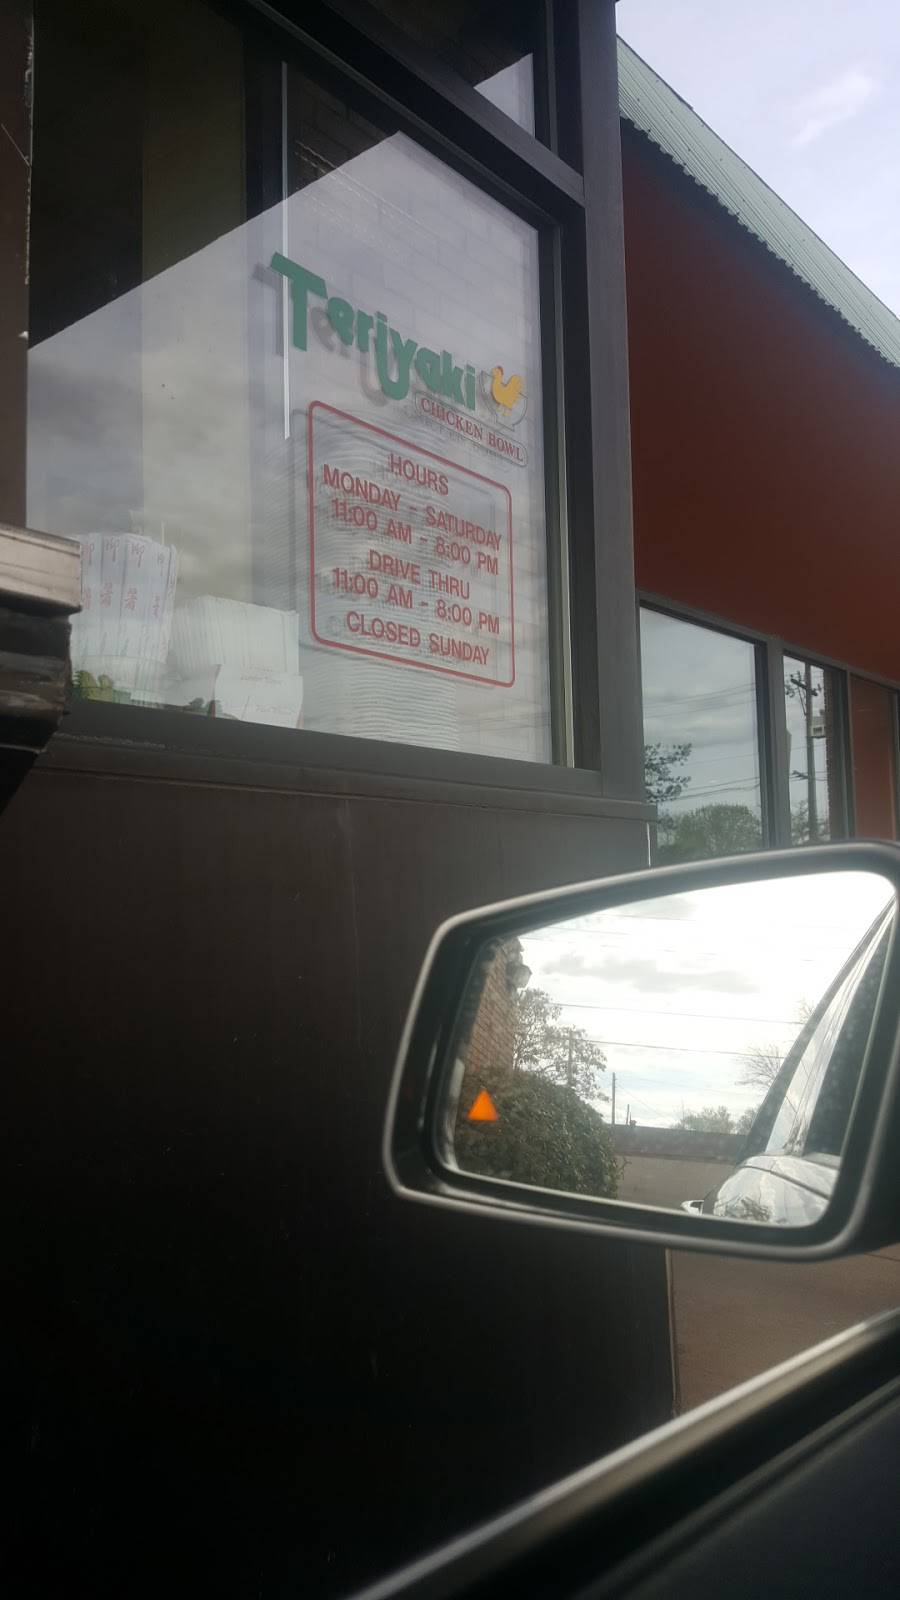 Teriyaki
CHICKEN BOWL
HOURS
MONDAY - SATURDAY
11:00 AM - 8:00 PM
DRIVE THRU
11:00 AM - 8:00 PM
CLOSED SUNDAY